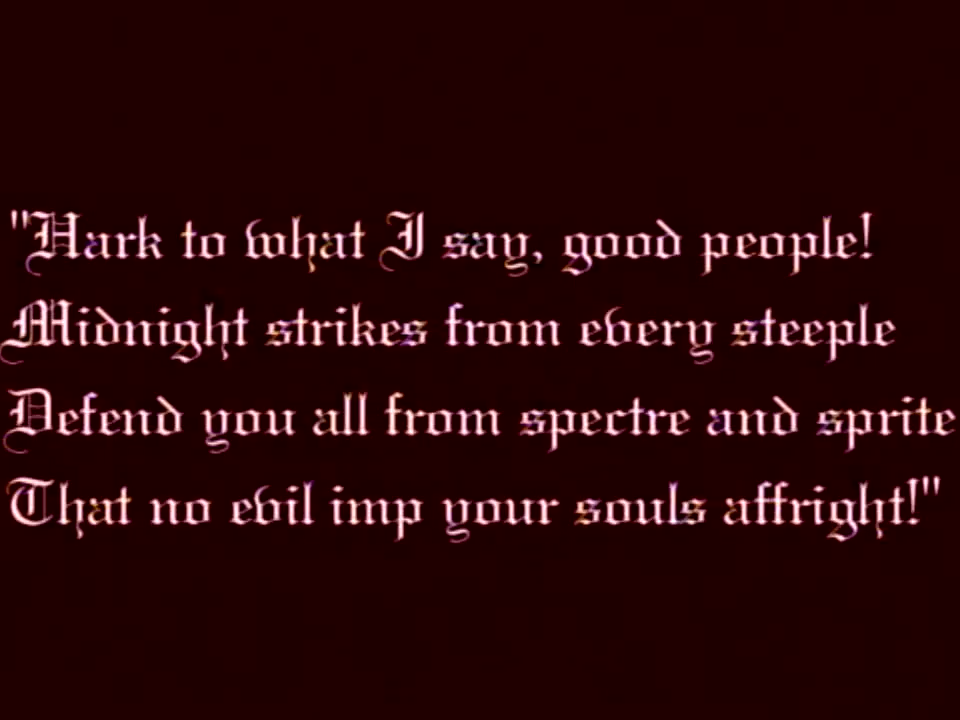 "Hark to what I say, good people!
Midnight strikes from every steeple
Defend you all from spectre and sprite
That no evil imp your souls affright!"